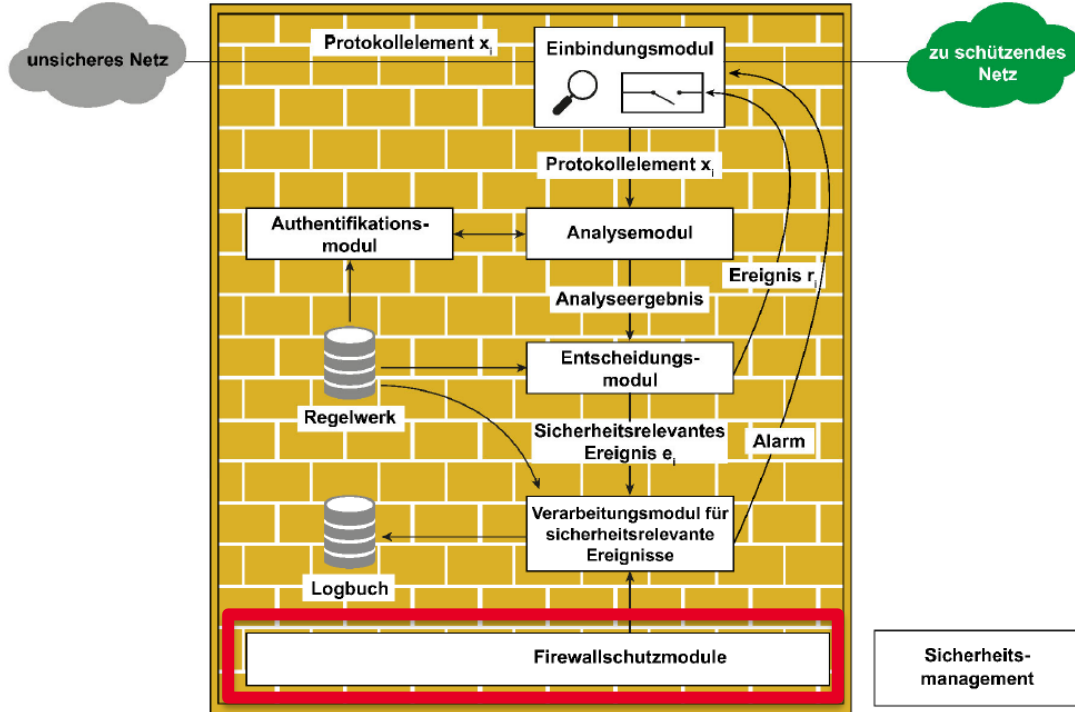 unsicheres Netz
Protokollelement xi
Einbindungsmodul
zu schützendes
Netz
Protokollelement xi
Authentifikations-
modul
Analysemodul
Ereignis ri
Analyseergebnis
Entscheidungs-
modul
Regelwerk
Sicherheitsrelevantes
Ereignis ei
Alarm
Verarbeitungsmodul für
sicherheitsrelevante
Ereignisse
Logbuch
Firewallschutzmodule
Sicherheits-
management